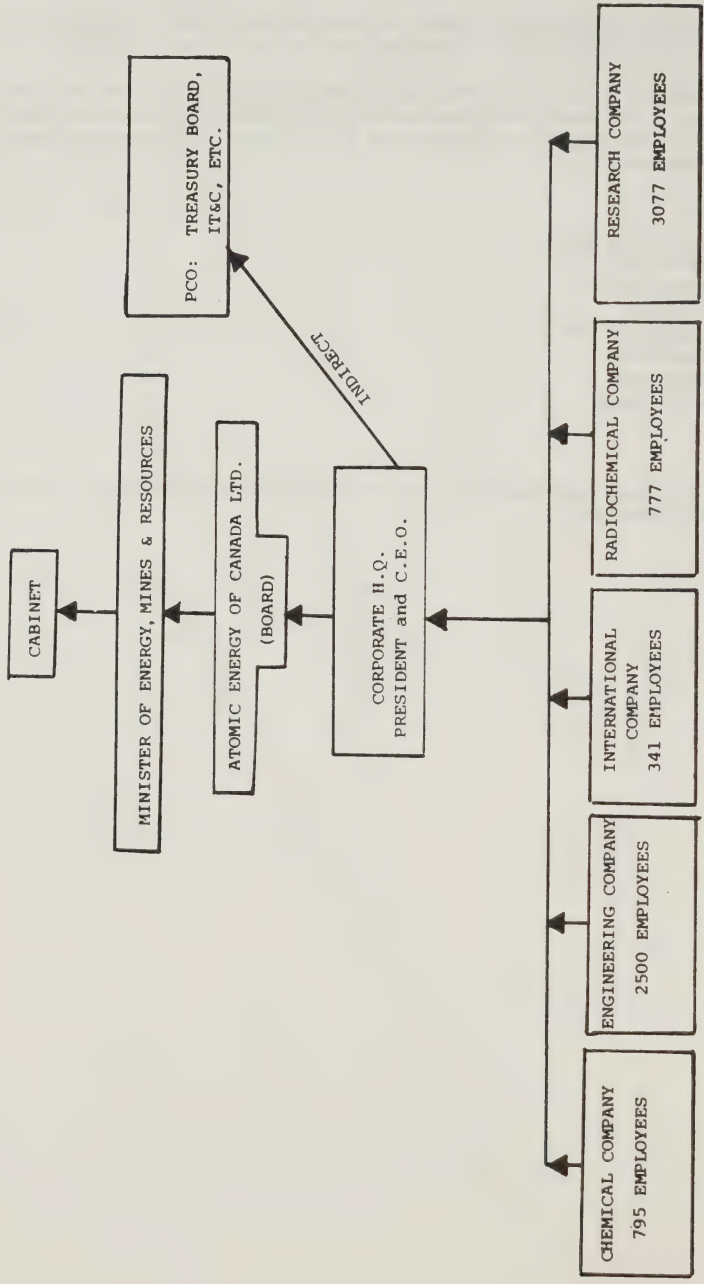 CABINET
MINISTER OF ENERGY, MINES & RESOURCES
ATOMIC ENERGY OF CANADA LTD.
(BOARD)
PCO: TREASURY BOARD,
IT&C, ETC.
INDIRECT
CORPORATE H.Q.
PRESIDENT and C.E.O.
CHEMICAL COMPANY
795 EMPLOYEES
ENGINEERING COMPANY
2500 EMPLOYEES
INTERNATIONAL
COMPANY
341 EMPLOYEES
RADIOCHEMICAL COMPANY
777 EMPLOYEES
RESEARCH COMPANY
3077 EMPLOYEES